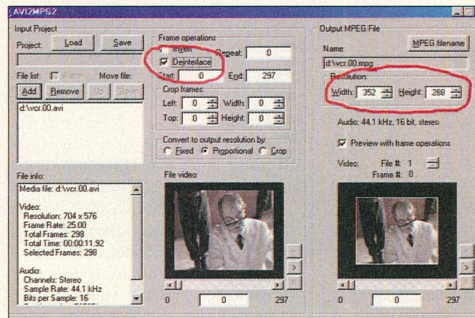 AVI2MPG2
Input Project
Project: Load Save
File list: Move file:
Add Remove Up Down
d:\vcr.00.avi
File info:
Media file: d:\vcr.00.avi
Video:
Resolution: 704 x 576
Frame Rate: 25.00
Total Frames: 298
Total Time: 00:00:11.92
Selected Frames: 298
Audio:
Channels: Stereo
Sample Rate: 44.1 kHz
Bits per Sample: 16
Frame operations
Invert Repeat: 0
Deinterlace
Start: 0 End: 297
Crop frames:
Left: 0 Width: 0
Top: 0 Height: 0
Convert to output resolution by
Fixed Proportional Crop
File video:
0 0 297
Output MPEG File
Name: MPEG filename
d:\vcr.00.mpg
Resolution:
Width: 352 Height: 288
Audio: 44.1 kHz, 16 bit, stereo
Preview with frame operations
Video: File #: 1
Frame #: 0
>
0 0 297